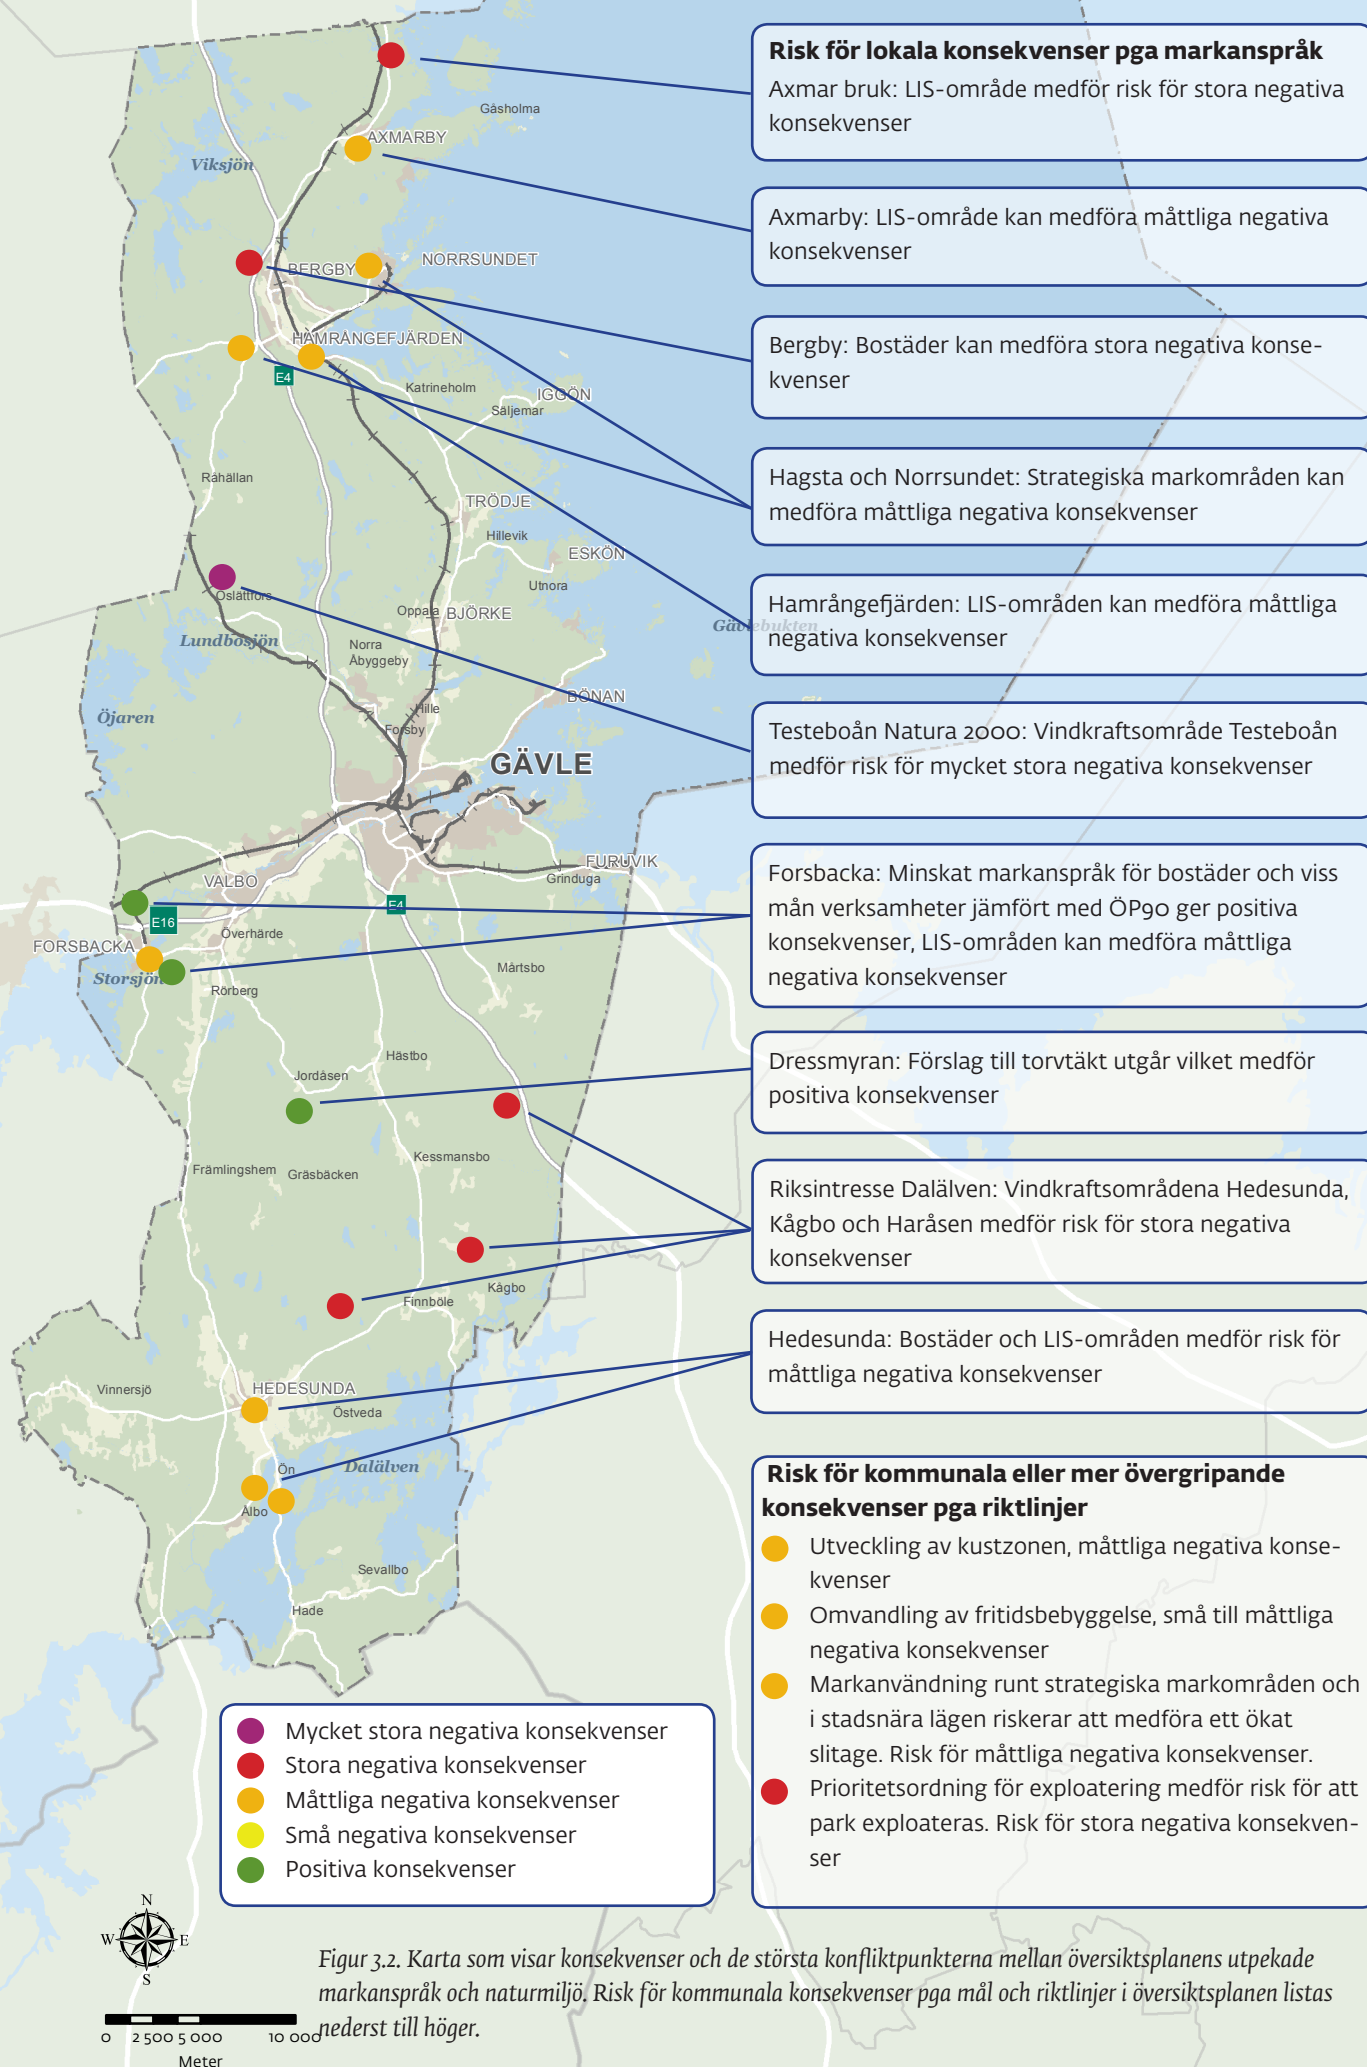 Risk för lokala konsekvenser pga markanspråk
Axmar bruk: LIS-område medför risk för stora negativa
konsekvenser
Axmarby: LIS-område kan medföra måttliga negativa
konsekvenser
Bergby: Bostäder kan medföra stora negativa konse-
kvenser
Hagsta och Norrsundet: Strategiska markområden kan
medföra måttliga negativa konsekvenser
Hamrångefjärden: LIS-områden kan medföra måttliga
negativa konsekvenser
Testeboån Natura 2000: Vindkraftsområde Testeboån
medför risk för mycket stora negativa konsekvenser
Forsbacka: Minskat markanspråk för bostäder och viss
mån verksamheter jämfört med ÖP90 ger positiva
konsekvenser, LIS-områden kan medföra måttliga
negativa konsekvenser
Dressmyran: Förslag till torvtäkt utgår vilket medför
positiva konsekvenser
Riksintresse Dalälven: Vindkraftsområdena Hedesunda,
Kågbo och Haråsen medför risk för stora negativa
konsekvenser
Hedesunda: Bostäder och LIS-områden medför risk för
måttliga negativa konsekvenser
Risk för kommunala eller mer övergripande
konsekvenser pga riktlinjer
Utveckling av kustzonen, måttliga negativa konse-
kvenser
Omvandling av fritidsbebyggelse, små till måttliga
negativa konsekvenser
Markanvändning runt strategiska markområden och
i stadsnära lägen riskerar att medföra ett ökat
slitage. Risk för måttliga negativa konsekvenser.
Prioritetsordning för exploatering medför risk för att
park exploateras. Risk för stora negativa konsekven-
ser
Gåsholma
AXMARBY
Viksjön
NORRSUNDET
BERGBY
HAMRÅNGEFJÄRDEN
E4
Katrineholm
IGGÖN
Säljemar
Råhällan
TRÖDJE
Hillevik
ESKÖN
Utnora
Oslättfors
Oppala
BJÖRKE
Gävlebukten
Lundbosjön
Norra
Åbyggeby
BÖNAN
Öjaren
Hille
Forsby
GÄVLE
FURUVIK
Grinduga
VALBO
E4
E16
Överhärde
FORSBACKA
Storsjön
Mårtsbo
Rörberg
Hästbo
Jordåsen
Kessmansbo
Främlingshem
Gräsbäcken
Kågbo
Finnböle
HEDESUNDA
Vinnersjö
Östveda
Dalälven
Ön
Ålbo
Sevallbo
Hade
Mycket stora negativa konsekvenser
Stora negativa konsekvenser
Måttliga negativa konsekvenser
Små negativa konsekvenser
Positiva konsekvenser
N
W E
S
0 2 500 5 000 10 000
Meter
Figur 3.2. Karta som visar konsekvenser och de största konfliktpunkterna mellan översiktsplanens utpekade
markanspråk och naturmiljö. Risk för kommunala konsekvenser pga mål och riktlinjer i översiktsplanen listas
nederst till höger.